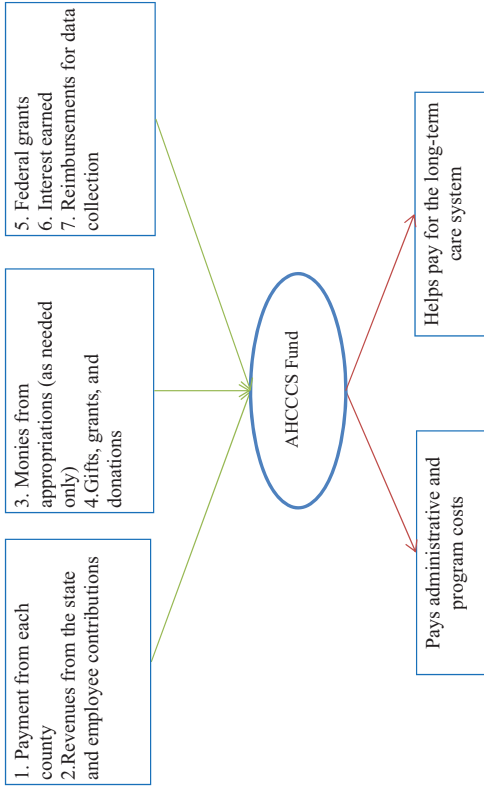 1. Payment from each
county
2.Revenues from the state
and employee contributions
3. Monies from
appropriations (as needed
only)
4.Gifts, grants, and
donations
5. Federal grants
6. Interest earned
7. Reimbursements for data
collection
AHCCCS Fund
Pays administrative and
program costs
Helps pay for the long-term
care system